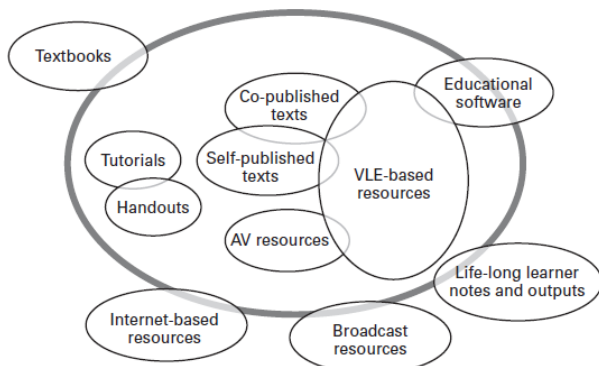 Textbooks
Educational
software
Co-published
texts
Tutorials
Self-published
texts
VLE-based
resources
Handouts
AV resources
Life-long learner
notes and outputs
Internet-based
resources
Broadcast
resources